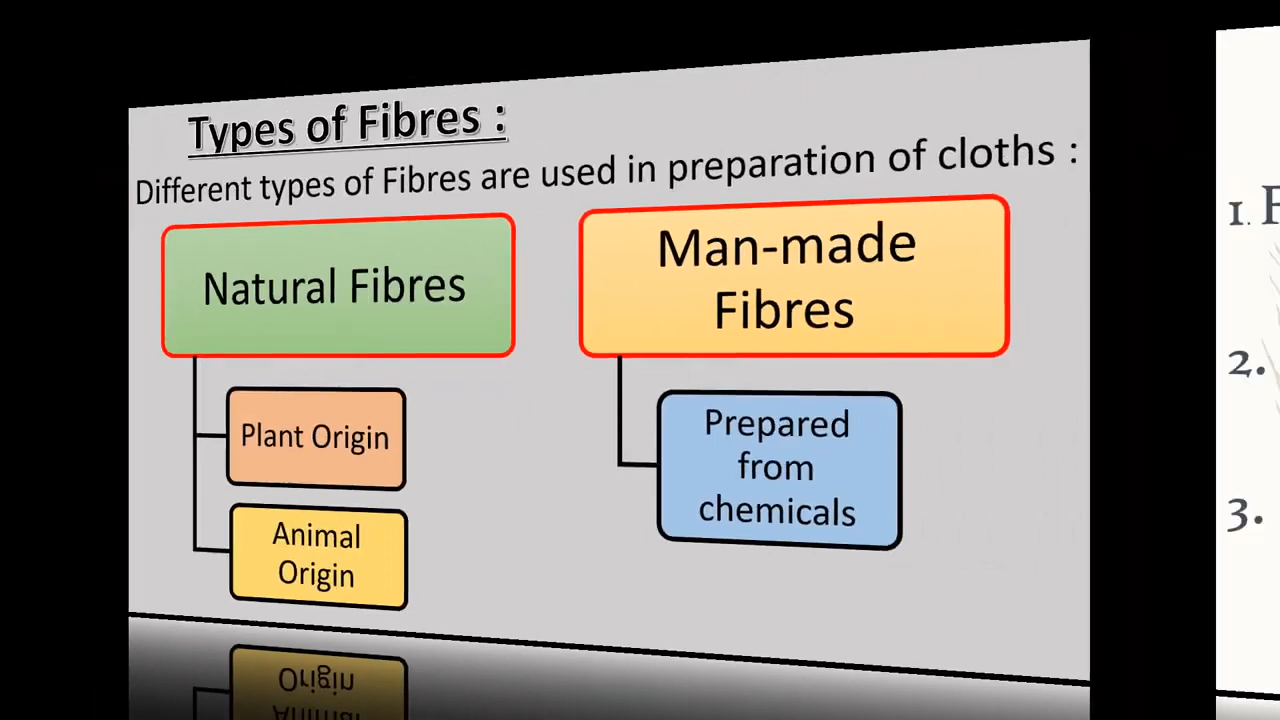 Types of Fibres :
Different types of Fibres are used in preparation of cloths :
Natural Fibres
Plant Origin
Animal
Origin
Man-made
Fibres
Prepared
from
chemicals
1.
2.
3.